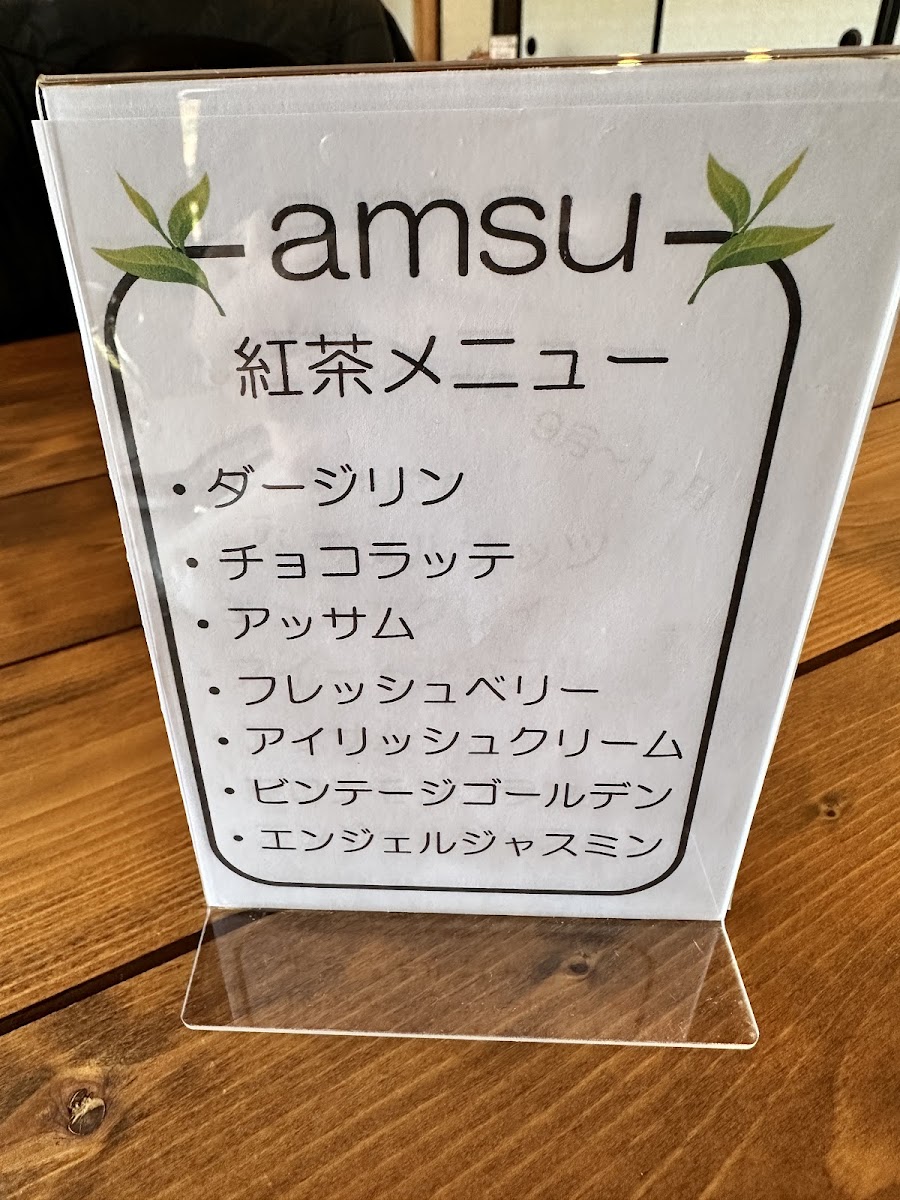 amsu
紅茶メニュー
・ダージリン
・チョコラッテ
・アッサム
・フレッシュベリー
・アイリッシュクリーム
・ビンテージゴールデン
・エンジェルジャスミン